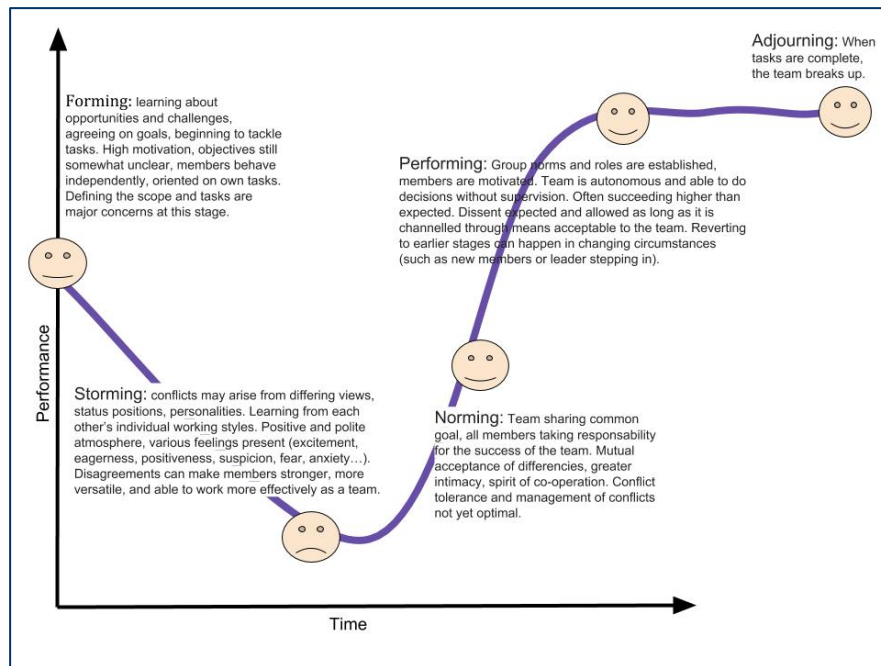 Adjourning: When
tasks are complete,
the team breaks up.
Forming: learning about
opportunities and challenges,
agreeing on goals, beginning to tackle
tasks. High motivation, objectives still
somewhat unclear, members behave
independently, oriented on own tasks.
Defining the scope and tasks are
major concerns at this stage.
Performing: Group norms and roles are established,
members are motivated. Team is autonomous and able to do
decisions without supervision. Often succeeding higher than
expected. Dissent expected and allowed as long as it is
channelled through means acceptable to the team. Reverting
to earlier stages can happen in changing circumstances
(such as new members or leader stepping in).
Performance
Storming: conflicts may arise from differing views,
status positions, personalities. Learning from each
other's individual working styles. Positive and polite
atmosphere, various feelings present (excitement,
eagerness, positiveness, suspicion, fear, anxiety...).
Disagreements can make members stronger, more
versatile, and able to work more effectively as a team.
Norming: Team sharing common
goal, all members taking responsability
for the success of the team. Mutual
acceptance of differencies, greater
intimacy, spirit of co-operation. Conflict
tolerance and management of conflicts
not yet optimal.
Time